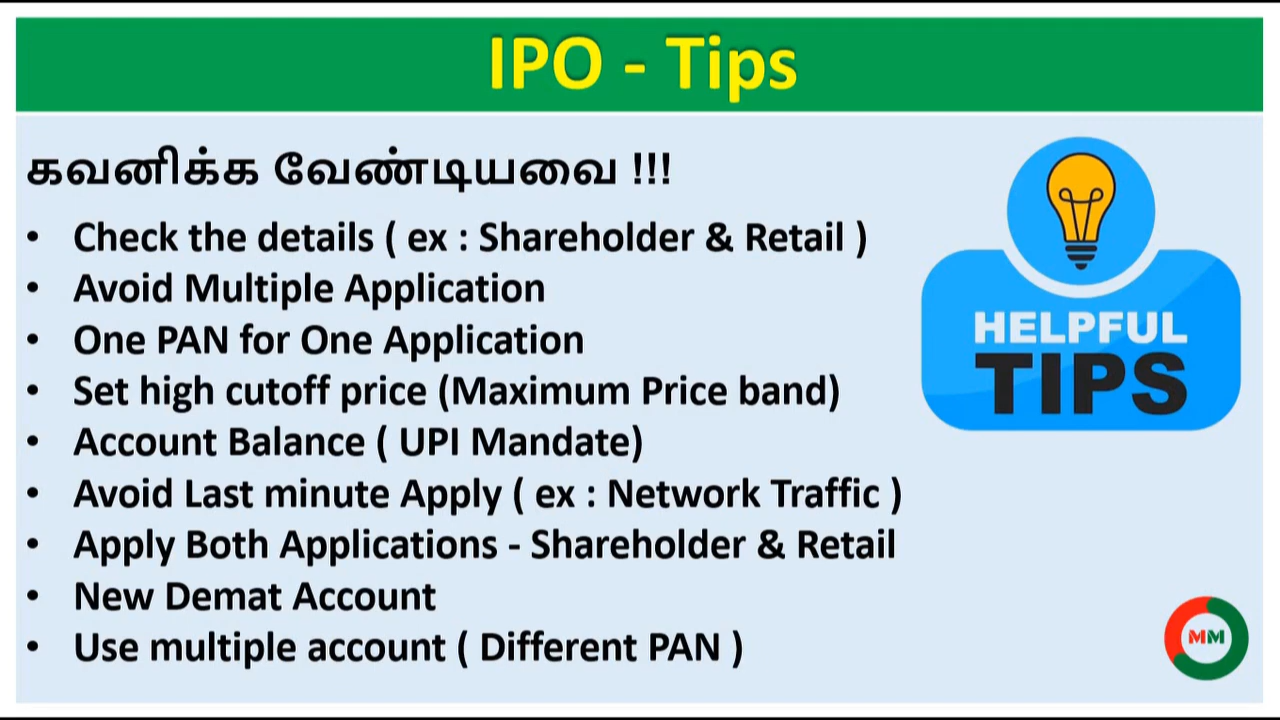 IPO - Tips
கவனிக்க வேண்டியவை !!!
• Check the details ( ex : Shareholder & Retail )
• Avoid Multiple Application
• One PAN for One Application
• Set high cutoff price (Maximum Price band)
• Account Balance ( UPI Mandate)
• Avoid Last minute Apply ( ex : Network Traffic )
• Apply Both Applications - Shareholder & Retail
• New Demat Account
• Use multiple account ( Different PAN )
HELPFUL
TIPS
MM